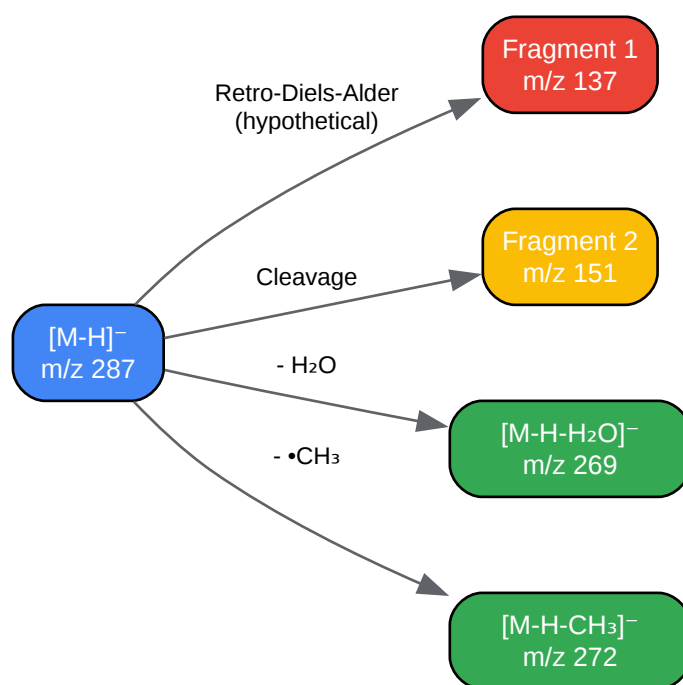 Fragment 1
m/z 137
Retro-Diels-Alder
(hypothetical)
Fragment 2
m/z 151
Cleavage
[M-H]⁻
m/z 287
- H₂O
[M-H-H₂O]⁻
m/z 269
- •CH₃
[M-H-CH₃]⁻
m/z 272